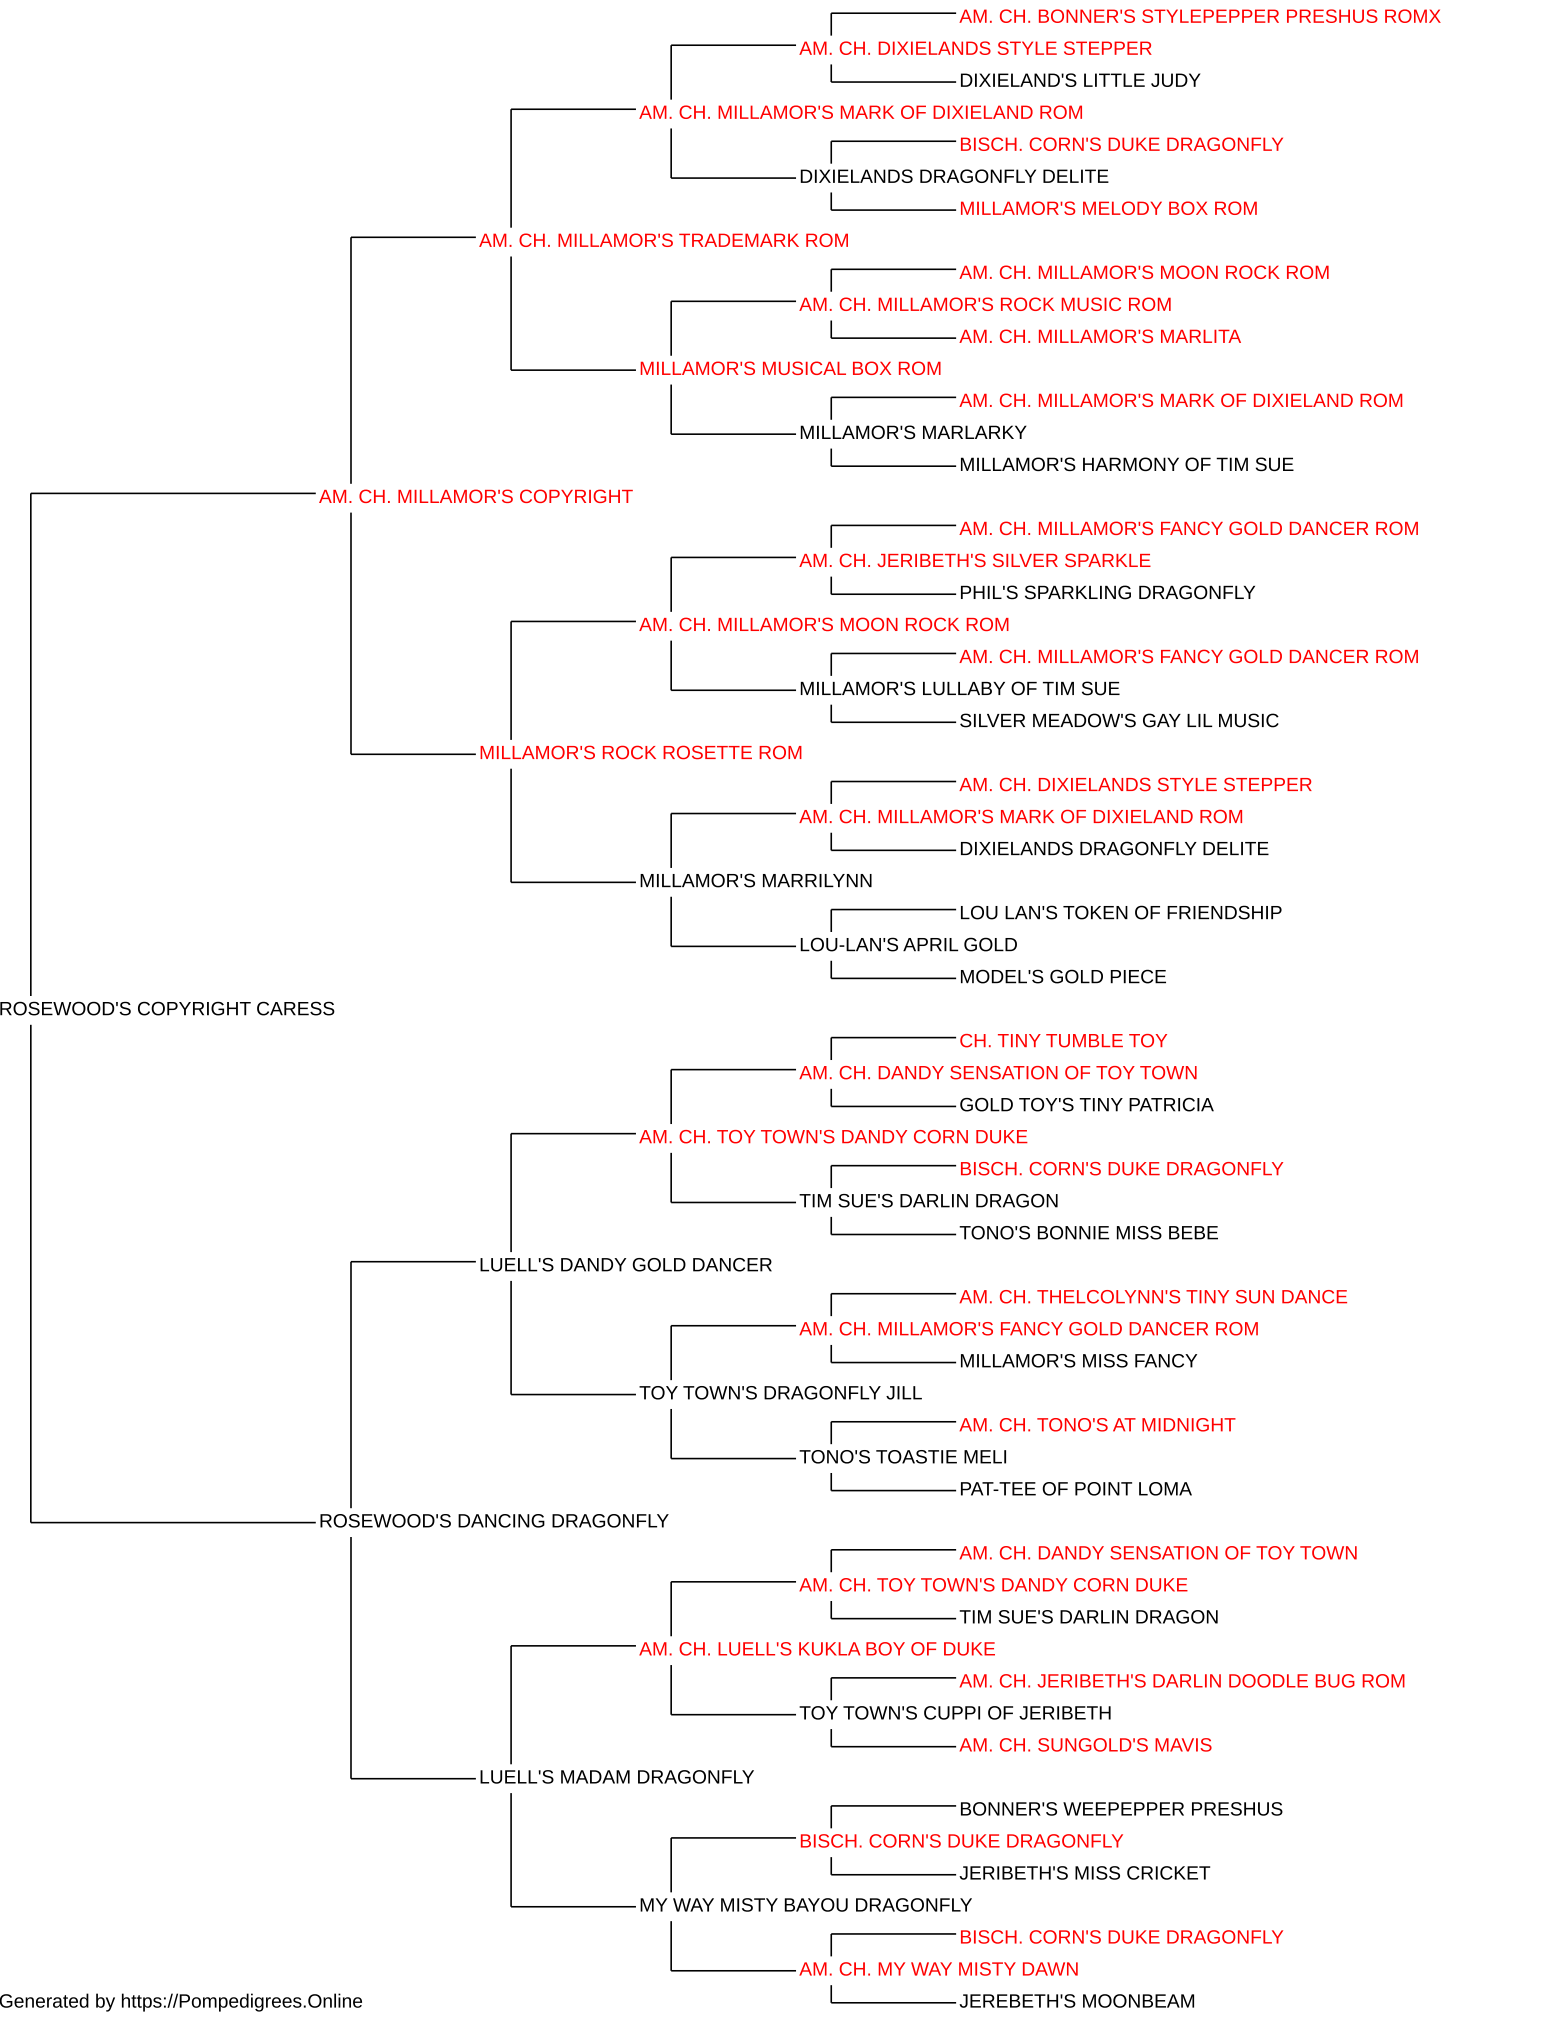 AM. CH. BONNER'S STYLEPEPPER PRESHUS ROMX
AM. CH. DIXIELANDS STYLE STEPPER
DIXIELAND'S LITTLE JUDY
AM. CH. MILLAMOR'S MARK OF DIXIELAND ROM
BISCH. CORN'S DUKE DRAGONFLY
DIXIELANDS DRAGONFLY DELITE
MILLAMOR'S MELODY BOX ROM
AM. CH. MILLAMOR'S TRADEMARK ROM
AM. CH. MILLAMOR'S MOON ROCK ROM
AM. CH. MILLAMOR'S ROCK MUSIC ROM
AM. CH. MILLAMOR'S MARLITA
MILLAMOR'S MUSICAL BOX ROM
AM. CH. MILLAMOR'S MARK OF DIXIELAND ROM
MILLAMOR'S MARLARKY
MILLAMOR'S HARMONY OF TIM SUE
AM. CH. MILLAMOR'S COPYRIGHT
AM. CH. MILLAMOR'S FANCY GOLD DANCER ROM
AM. CH. JERIBETH'S SILVER SPARKLE
PHIL'S SPARKLING DRAGONFLY
AM. CH. MILLAMOR'S MOON ROCK ROM
AM. CH. MILLAMOR'S FANCY GOLD DANCER ROM
MILLAMOR'S LULLABY OF TIM SUE
SILVER MEADOW'S GAY LIL MUSIC
MILLAMOR'S ROCK ROSETTE ROM
AM. CH. DIXIELANDS STYLE STEPPER
AM. CH. MILLAMOR'S MARK OF DIXIELAND ROM
DIXIELANDS DRAGONFLY DELITE
MILLAMOR'S MARRILYNN
LOU LAN'S TOKEN OF FRIENDSHIP
LOU-LAN'S APRIL GOLD
MODEL'S GOLD PIECE
ROSEWOOD'S COPYRIGHT CARESS
CH. TINY TUMBLE TOY
AM. CH. DANDY SENSATION OF TOY TOWN
GOLD TOY'S TINY PATRICIA
AM. CH. TOY TOWN'S DANDY CORN DUKE
BISCH. CORN'S DUKE DRAGONFLY
TIM SUE'S DARLIN DRAGON
TONO'S BONNIE MISS BEBE
LUELL'S DANDY GOLD DANCER
AM. CH. THELCOLYNN'S TINY SUN DANCE
AM. CH. MILLAMOR'S FANCY GOLD DANCER ROM
MILLAMOR'S MISS FANCY
TOY TOWN'S DRAGONFLY JILL
AM. CH. TONO'S AT MIDNIGHT
TONO'S TOASTIE MELI
PAT-TEE OF POINT LOMA
ROSEWOOD'S DANCING DRAGONFLY
AM. CH. DANDY SENSATION OF TOY TOWN
AM. CH. TOY TOWN'S DANDY CORN DUKE
TIM SUE'S DARLIN DRAGON
AM. CH. LUELL'S KUKLA BOY OF DUKE
AM. CH. JERIBETH'S DARLIN DOODLE BUG ROM
TOY TOWN'S CUPPI OF JERIBETH
AM. CH. SUNGOLD'S MAVIS
LUELL'S MADAM DRAGONFLY
BONNER'S WEEPEPPER PRESHUS
BISCH. CORN'S DUKE DRAGONFLY
JERIBETH'S MISS CRICKET
MY WAY MISTY BAYOU DRAGONFLY
BISCH. CORN'S DUKE DRAGONFLY
AM. CH. MY WAY MISTY DAWN
JEREBETH'S MOONBEAM
Generated by https://Pompedigrees.Online